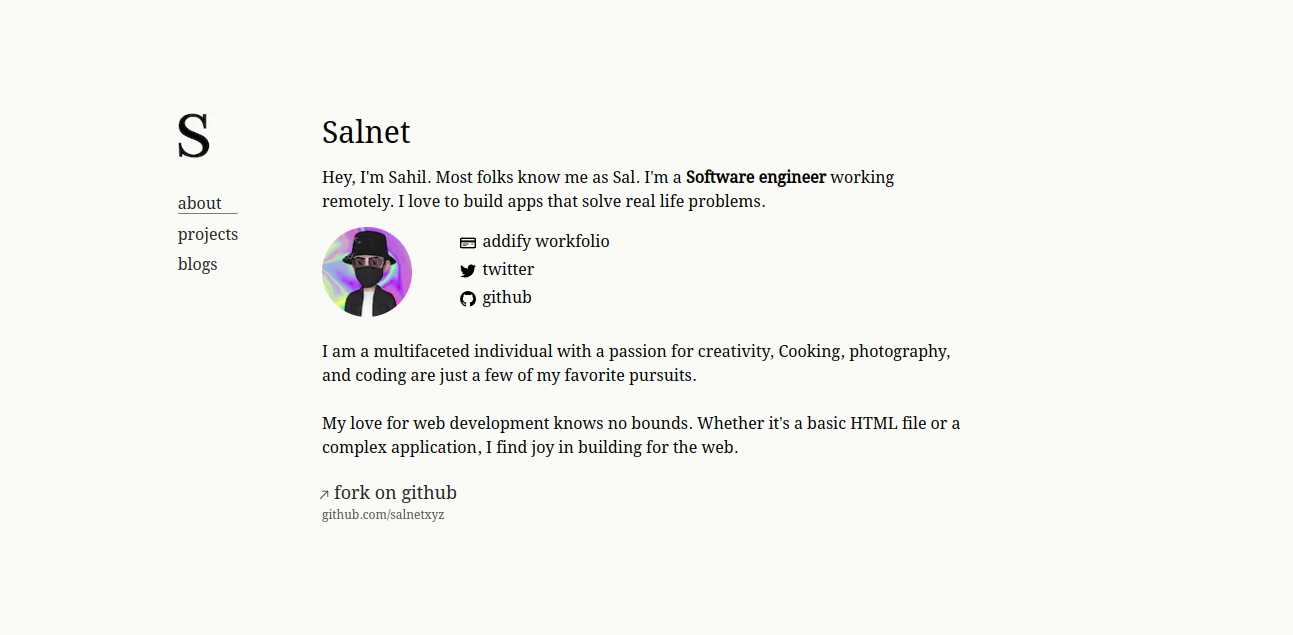 S
about
projects
blogs
Salnet
Hey, I'm Sahil. Most folks know me as Sal. I'm a Software engineer working
remotely. I love to build apps that solve real life problems.
addify workfolio
twitter
github
I am a multifaceted individual with a passion for creativity, Cooking, photography,
and coding are just a few of my favorite pursuits.
My love for web development knows no bounds. Whether it's a basic HTML file or a
complex application, I find joy in building for the web.
fork on github
github.com/salnetxyz